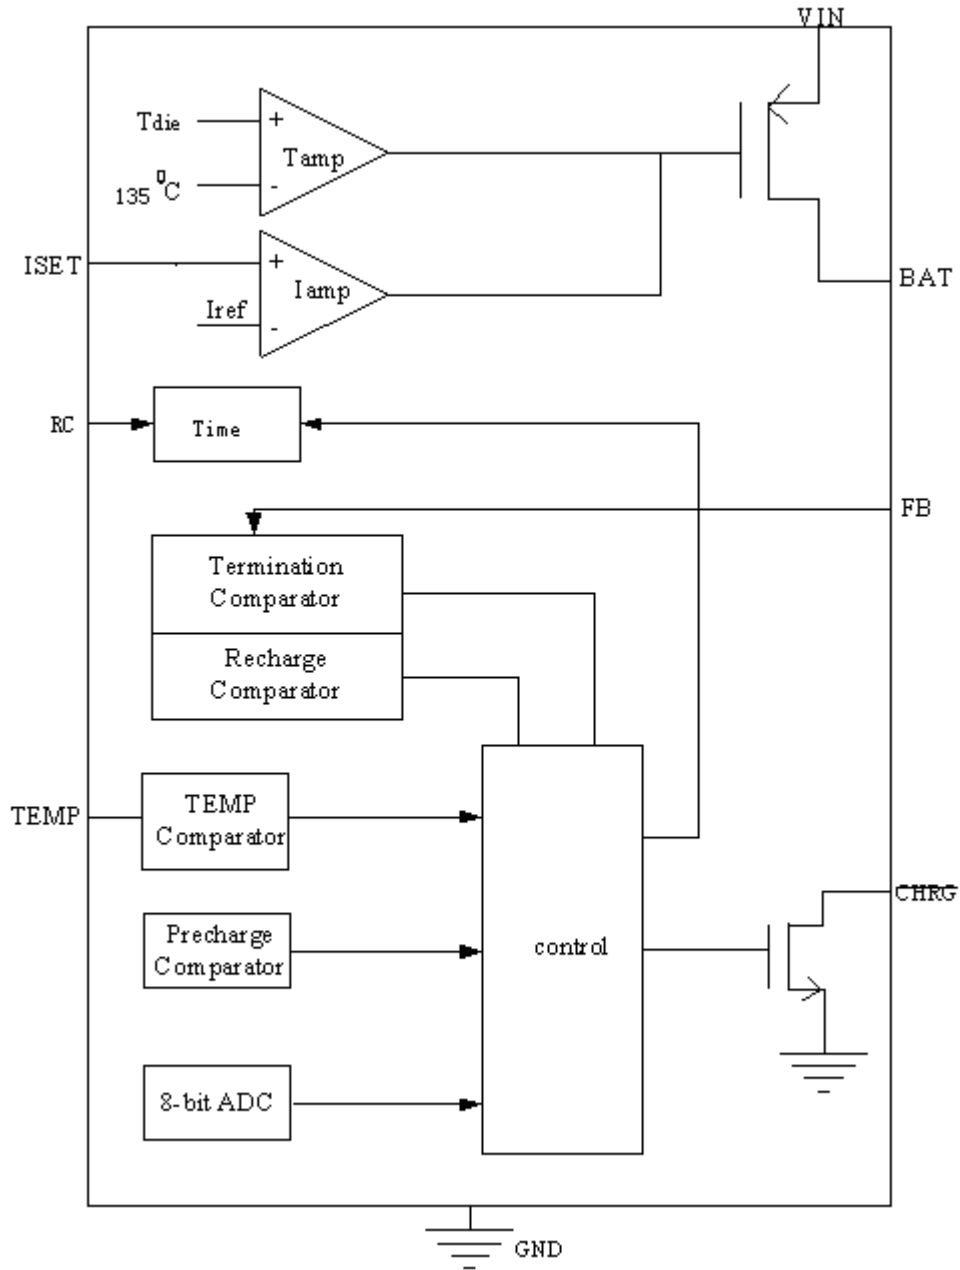 VIN
Tdie
+
Tamp
135 °C
-
ISET
+
Iamp
BAT
Iref
-
RC
Time
FB
Termination
Comparator
Recharge
Comparator
TEMP
TEMP
Comparator
CHRG
Precharge
Comparator
control
8-bit ADC
GND